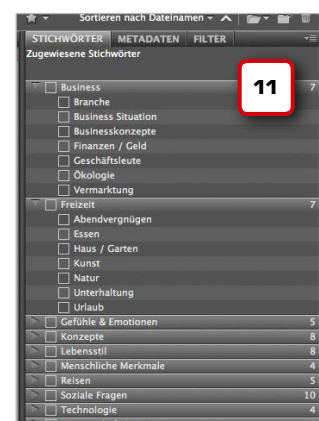 Sortieren nach Dateinamen
STICHWÖRTER METADATEN FILTER
Zugewiesene Stichwörter
11
Business 7
Branche
Business Situation
Businesskonzepte
Finanzen / Geld
Geschäftsleute
Ökologie
Vermarktung
Freizeit 7
Abendvergnügen
Essen
Haus / Garten
Kunst
Natur
Unterhaltung
Urlaub
Gefühle & Emotionen 5
Konzepte 8
Lebensstil 8
Menschliche Merkmale 4
Reisen 5
Soziale Fragen 10
Technologie 4